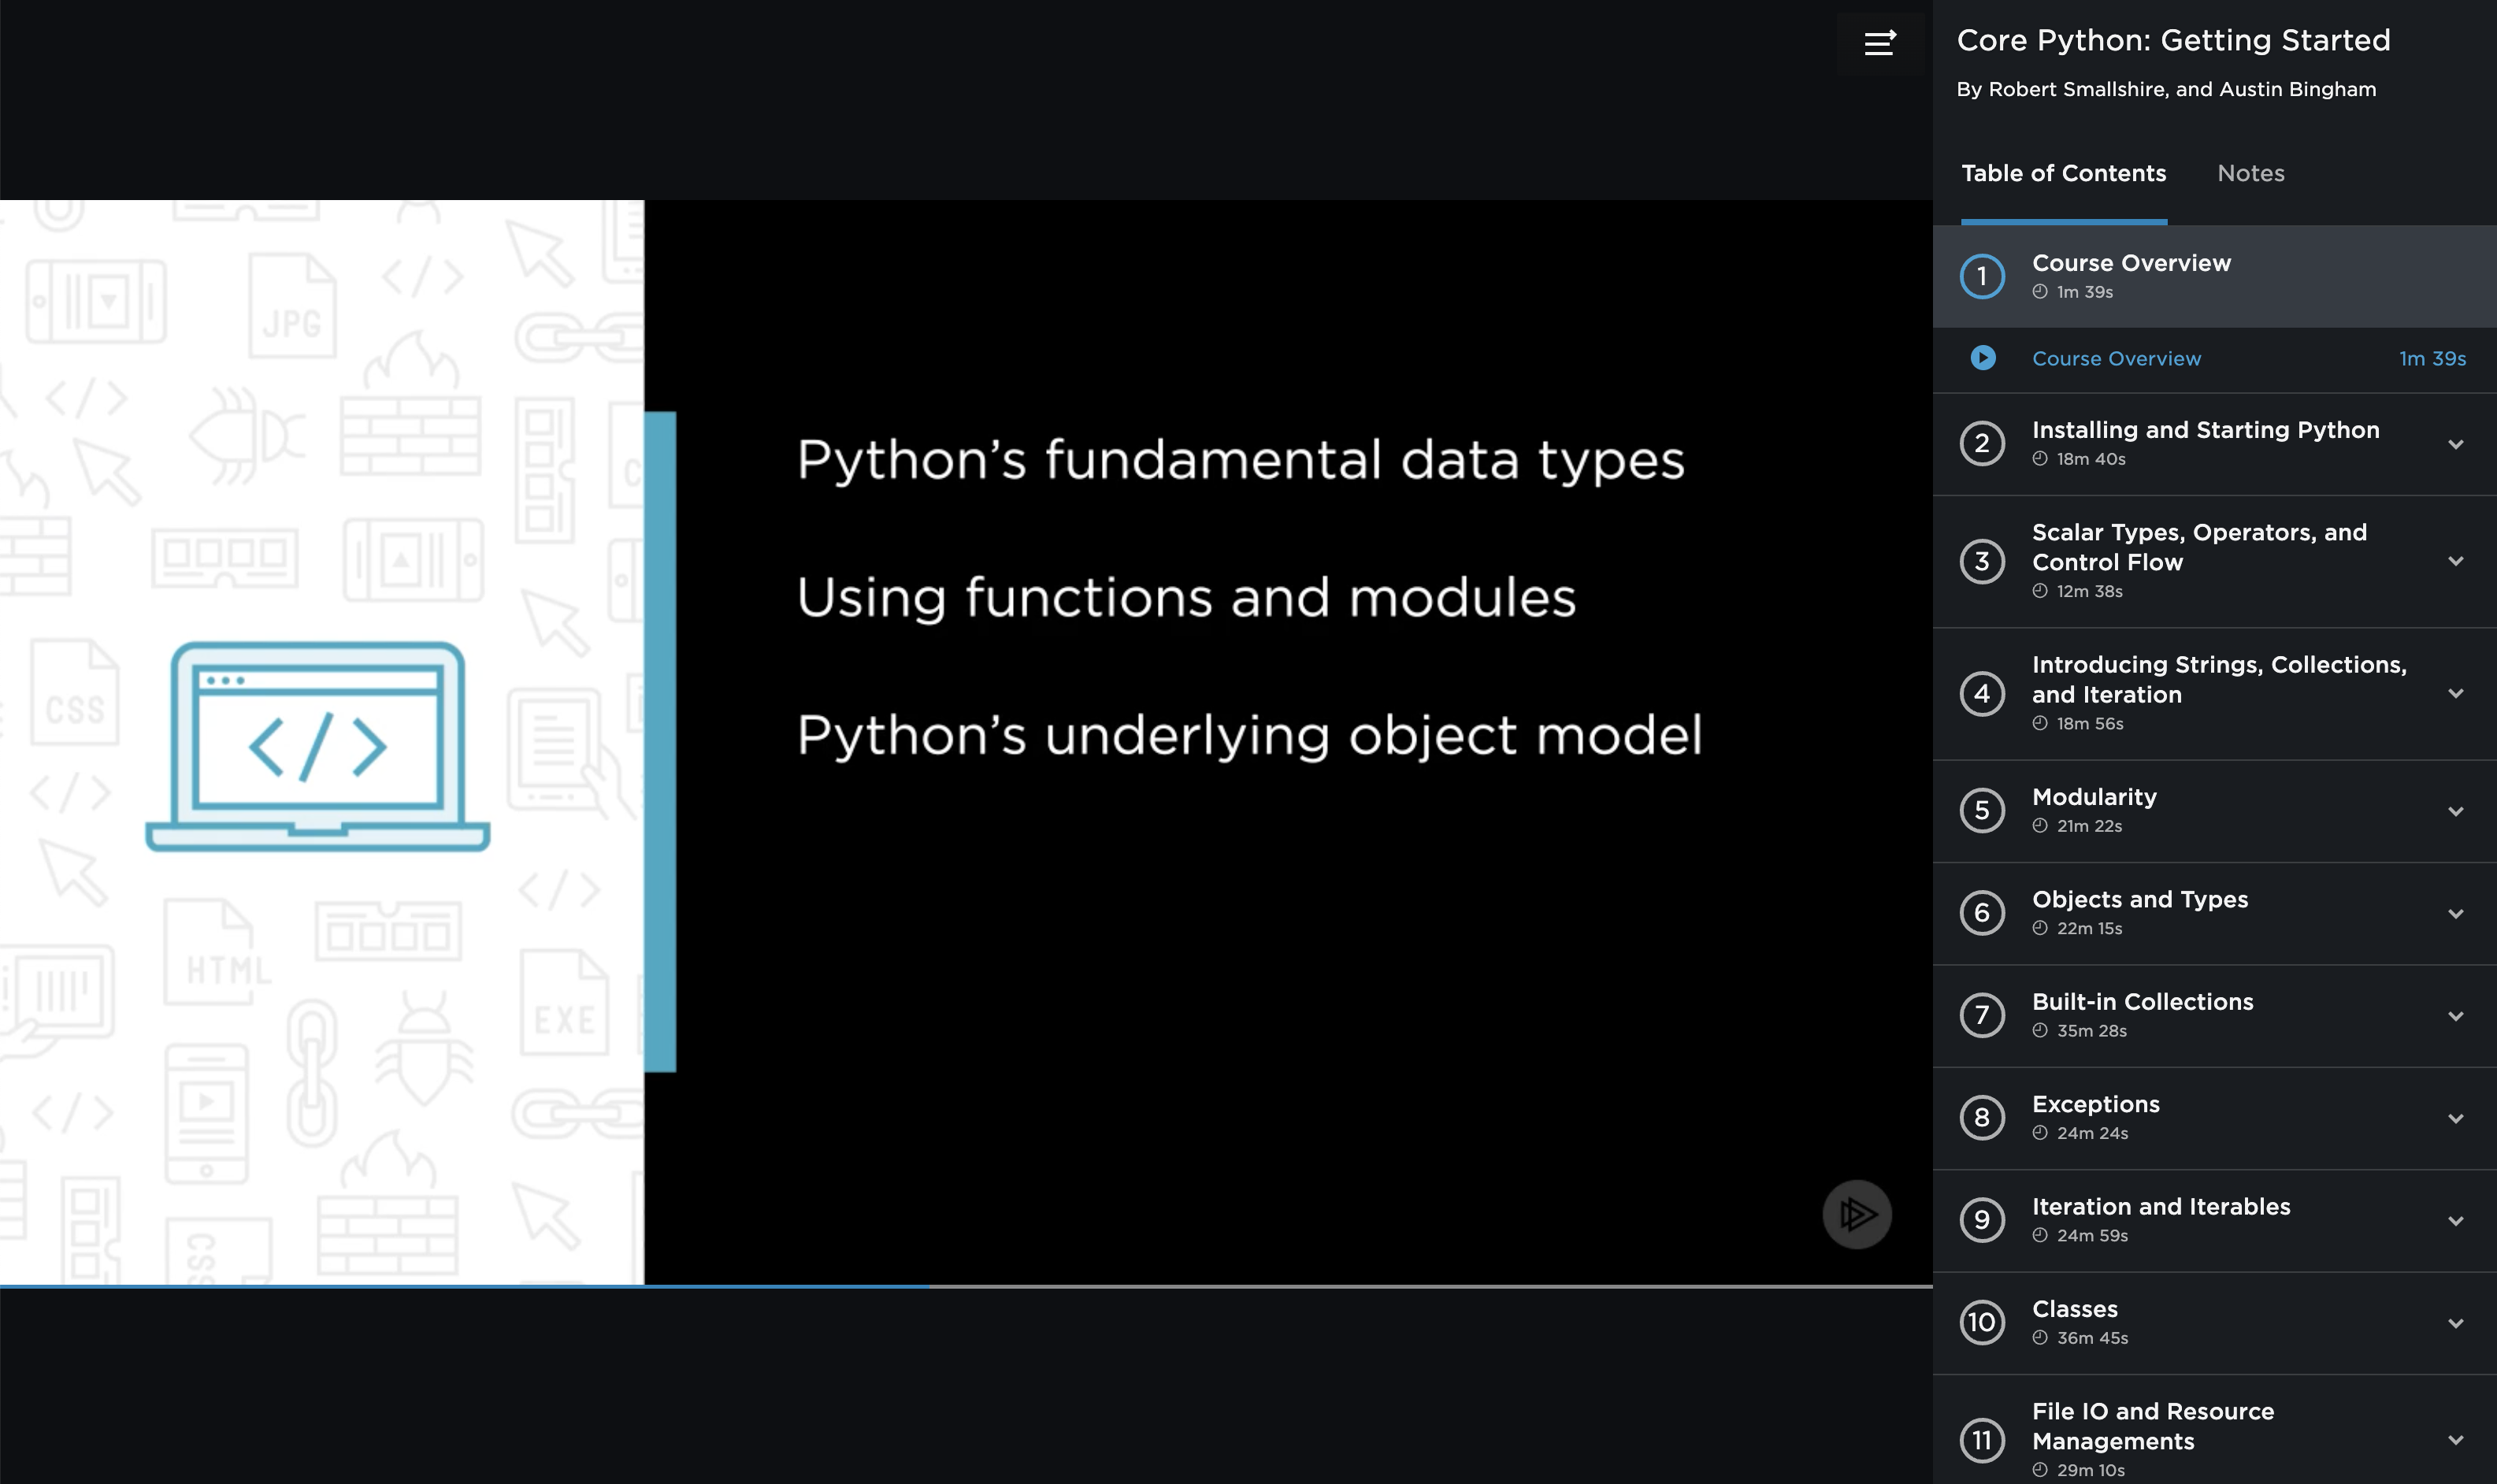 Core Python: Getting Started
By Robert Smallshire, and Austin Bingham
Table of Contents
Notes
1
Course Overview
1m 39s
Course Overview
1m 39s
2
Installing and Starting Python
18m 40s
3
Scalar Types, Operators, and
Control Flow
12m 38s
4
Introducing Strings, Collections,
and Iteration
18m 56s
5
Modularity
21m 22s
6
Objects and Types
22m 15s
7
Built-in Collections
35m 28s
8
Exceptions
24m 24s
9
Iteration and Iterables
24m 59s
10
Classes
36m 45s
11
File IO and Resource
Managements
29m 10s
Python’s fundamental data types
Using functions and modules
Python’s underlying object model
JPG
</>
</>
C
CSS
</>
</>
</>
HTML
EXE
</>
CSS